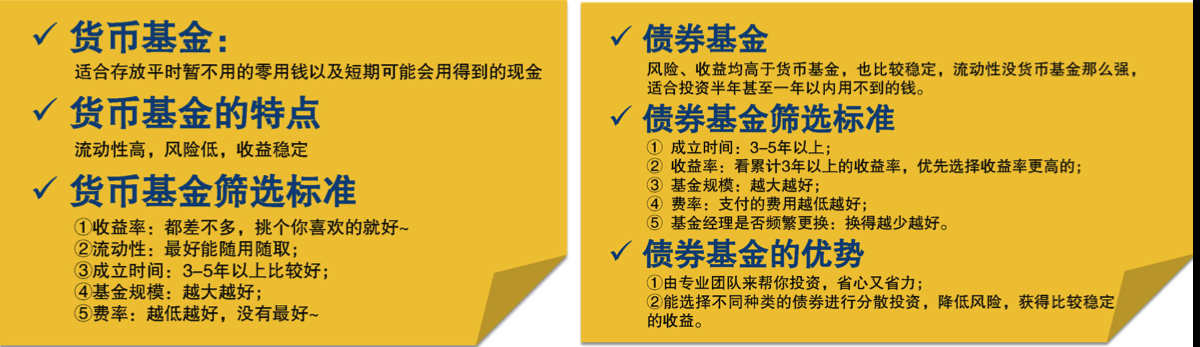 ✓ 货币基金：
适合存放平时暂不用的零用钱以及短期可能会用得到的现金
✓ 货币基金的特点
流动性高，风险低，收益稳定
✓ 货币基金筛选标准
①收益率：都差不多，挑个你喜欢的就好~
②流动性：最好能随用随取；
③成立时间：3-5年以上比较好；
④基金规模：越大越好；
⑤费率：越低越好，没有最好~
✓ 债券基金
风险、收益均高于货币基金，也比较稳定，流动性没货币基金那么强，
适合投资半年甚至一年以内用不到的钱。
✓ 债券基金筛选标准
① 成立时间：3-5年以上；
② 收益率：看累计3年以上的收益率，优先选择收益率更高的；
③ 基金规模：越大越好；
④ 费率：支付的费用越低越好；
⑤ 基金经理是否频繁更换：换得越少越好。
✓ 债券基金的优势
①由专业团队来帮你投资，省心又省力；
②能选择不同种类的债券进行分散投资，降低风险，获得比较稳定
的收益。